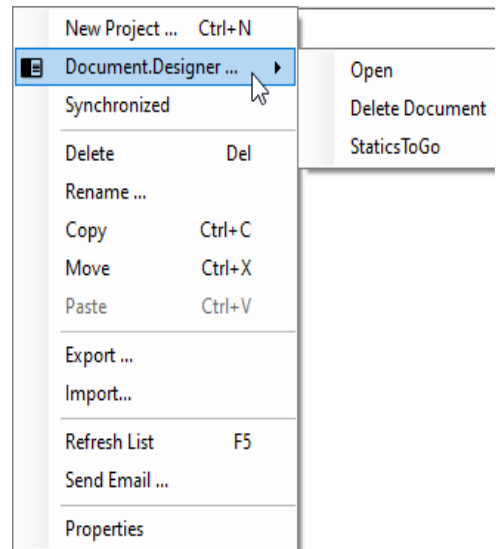 New Project ... Ctrl+N
Document.Designer ...
Synchronized
Delete Del
Rename ...
Copy Ctrl+C
Move Ctrl+X
Paste Ctrl+V
Export ...
Import...
Refresh List F5
Send Email ...
Properties
Open
Delete Document
StaticsToGo